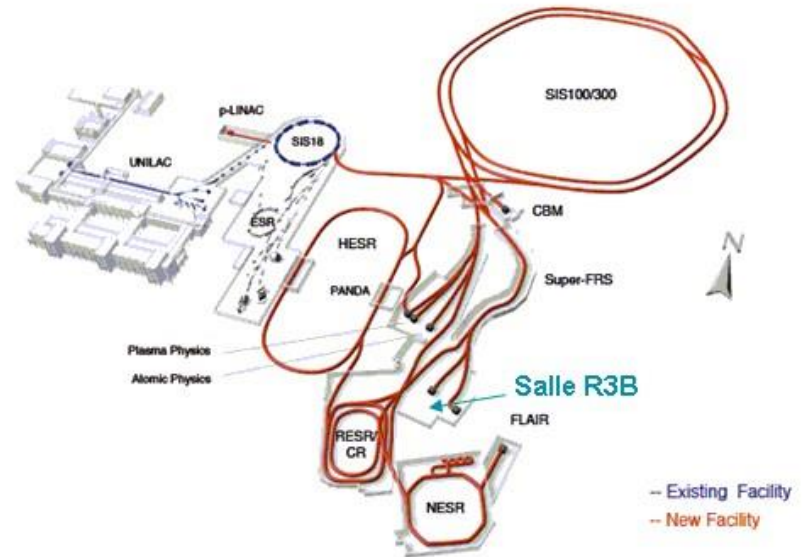 SIS100/300
p-LINAC
SIS18
UNILAC
ESR
CBM
HESR
N
Super-FRS
PANDA
Plasma Physics
Atomic Physics
Salle R3B
FLAIR
RESR/
CR
NESR
-- Existing Facility
-- New Facility